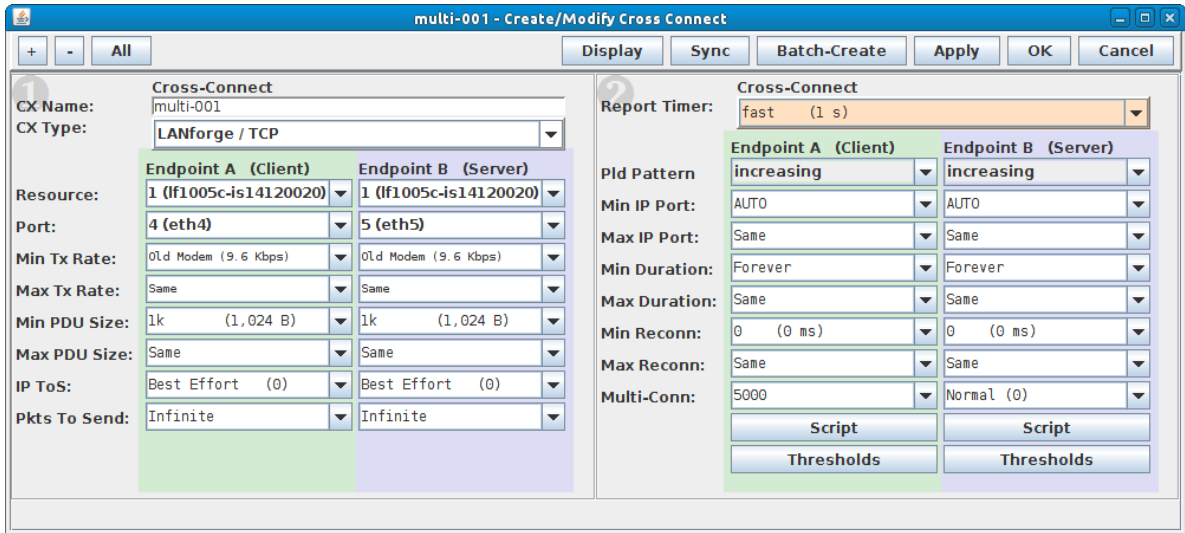 multi-001 - Create/Modify Cross Connect
+ - All Display Sync Batch-Create Apply OK Cancel
1
Cross-Connect
CX Name: multi-001
CX Type: LANforge / TCP
Endpoint A (Client) Endpoint B (Server)
Resource: 1 (lf1005c-is14120020) 1 (lf1005c-is14120020)
Port: 4 (eth4) 5 (eth5)
Min Tx Rate: Old Modem (9.6 Kbps) Old Modem (9.6 Kbps)
Max Tx Rate: Same Same
Min PDU Size: 1k (1,024 B) 1k (1,024 B)
Max PDU Size: Same Same
IP ToS: Best Effort (0) Best Effort (0)
Pkts To Send: Infinite Infinite
2
Cross-Connect
Report Timer: fast (1 s)
Endpoint A (Client) Endpoint B (Server)
Pld Pattern increasing increasing
Min IP Port: AUTO AUTO
Max IP Port: Same Same
Min Duration: Forever Forever
Max Duration: Same Same
Min Reconn: 0 (0 ms) 0 (0 ms)
Max Reconn: Same Same
Multi-Conn: 5000 Normal (0)
Script Script
Thresholds Thresholds